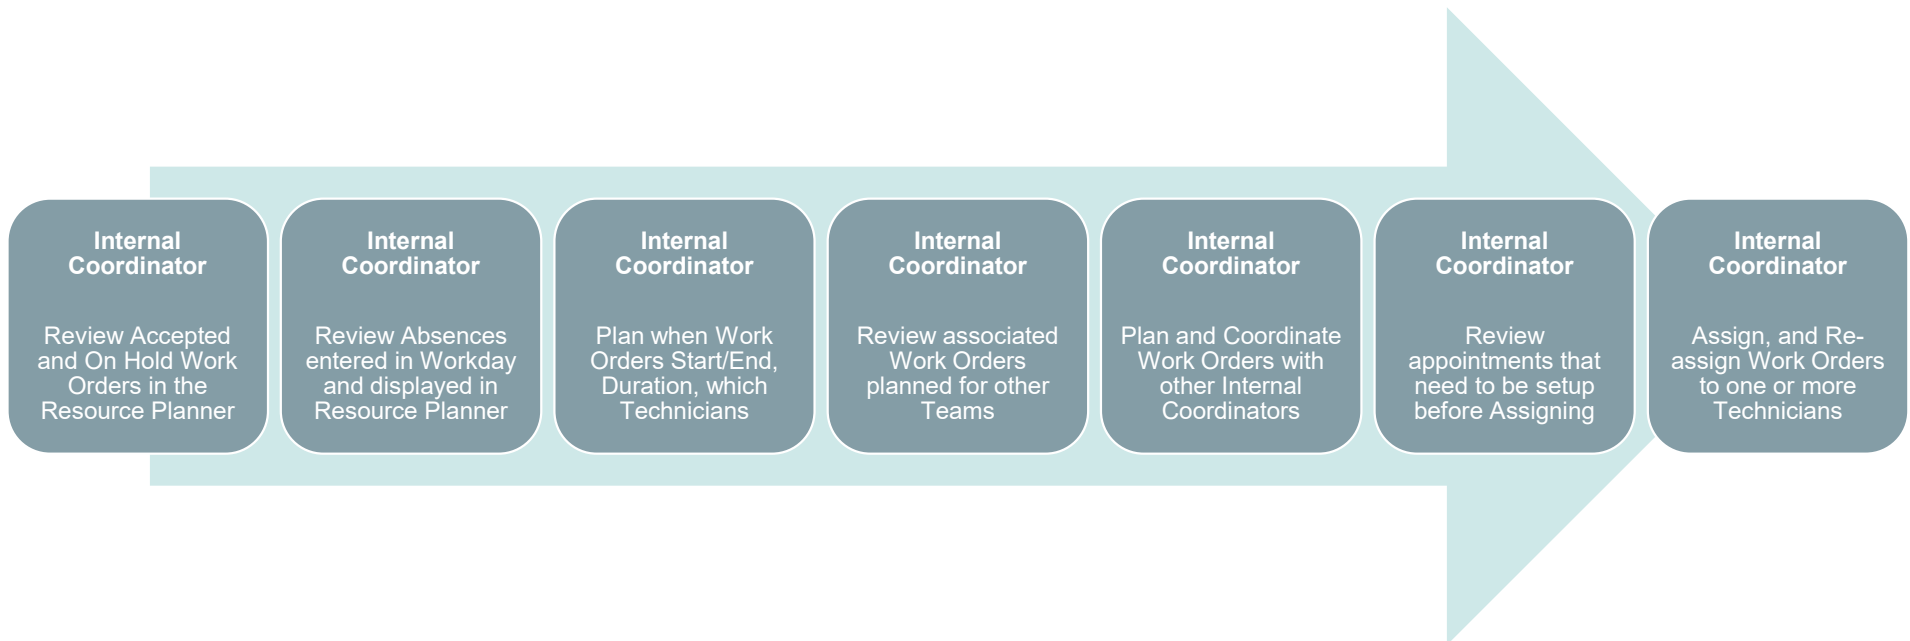 Internal
Coordinator
Review Accepted
and On Hold Work
Orders in the
Resource Planner
Internal
Coordinator
Review Absences
entered in Workday
and displayed in
Resource Planner
Internal
Coordinator
Plan when Work
Orders Start/End,
Duration, which
Technicians
Internal
Coordinator
Review associated
Work Orders
planned for other
Teams
Internal
Coordinator
Plan and Coordinate
Work Orders with
other Internal
Coordinators
Internal
Coordinator
Review
appointments that
need to be setup
before Assigning
Internal
Coordinator
Assign, and Re-
assign Work Orders
to one or more
Technicians